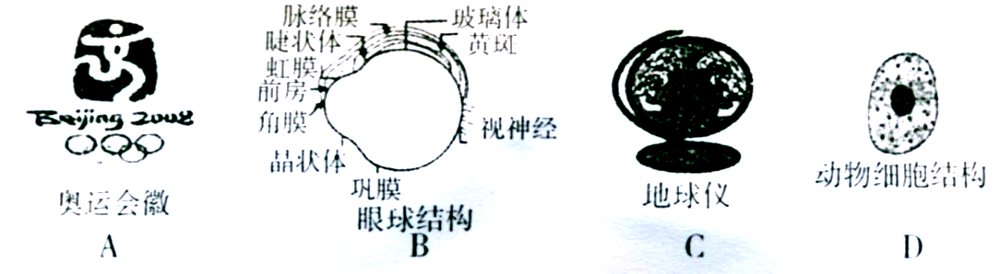 Beijing 2008
奥运会徽
A
脉络膜
睫状体
虹膜
前房
角膜
晶状体
巩膜
玻璃体
黄斑
视神经
眼球结构
B
地球仪
C
动物细胞结构
D